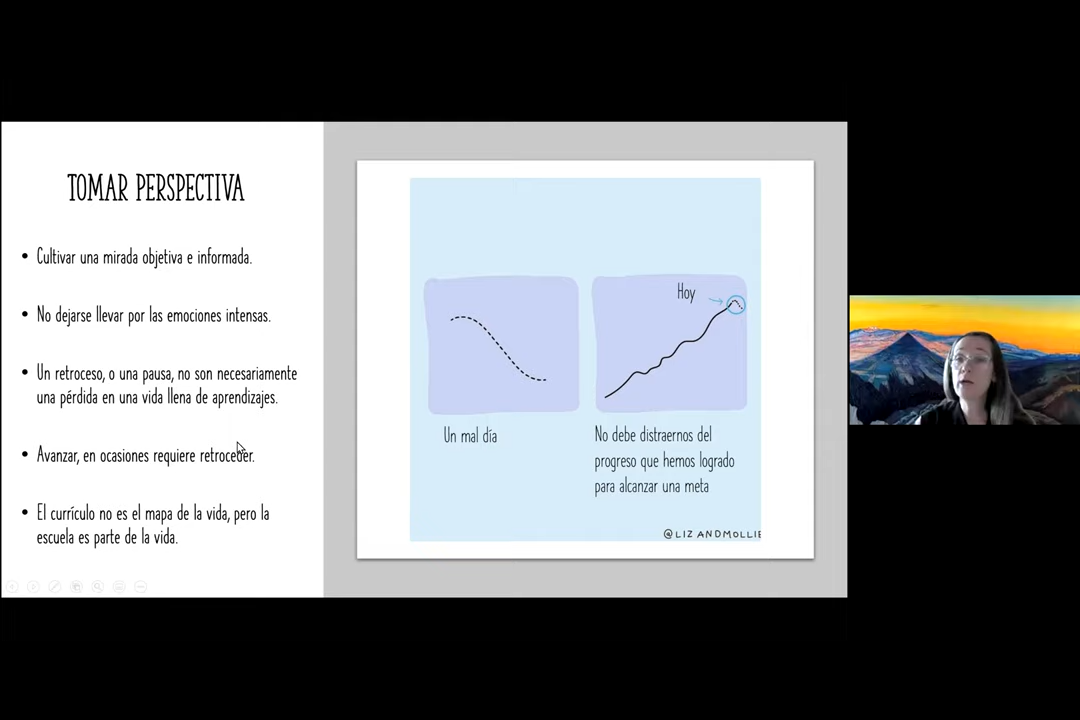 TOMAR PERSPECTIVA
• Cultivar una mirada objetiva e informada.
• No dejarse llevar por las emociones intensas.
• Un retroceso, o una pausa, no son necesariamente
una pérdida en una vida llena de aprendizajes.
• Avanzar, en ocasiones requiere retroceder.
• El currículo no es el mapa de la vida, pero la
escuela es parte de la vida.
Hoy
Un mal día
No debe distraernos del
progreso que hemos logrado
para alcanzar una meta
@LIZANDMOLLIE